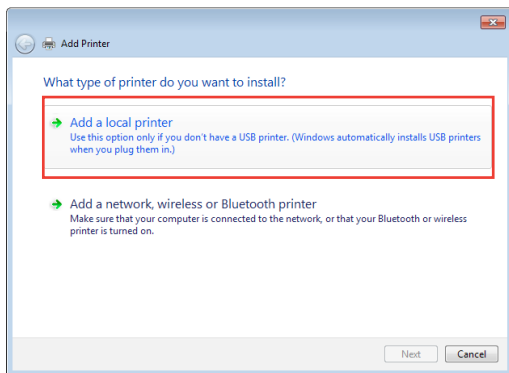 Add Printer
What type of printer do you want to install?
Add a local printer
Use this option only if you don't have a USB printer. (Windows automatically installs USB printers
when you plug them in.)
Add a network, wireless or Bluetooth printer
Make sure that your computer is connected to the network, or that your Bluetooth or wireless
printer is turned on.
Next Cancel